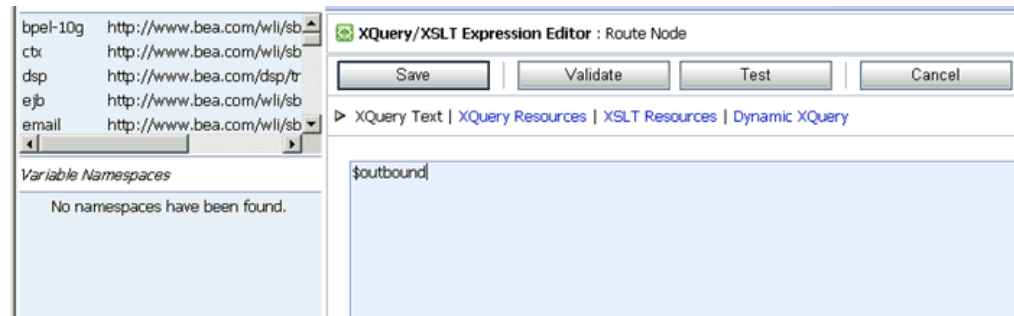 bpel-10g http://www.bea.com/wli/sb
ctx http://www.bea.com/wli/sb
dsp http://www.bea.com/dsp/tr
ejb http://www.bea.com/wli/sb
email http://www.bea.com/wli/sb
Variable Namespaces
No namespaces have been found.
XQuery/XSLT Expression Editor : Route Node
Save Validate Test Cancel
XQuery Text | XQuery Resources | XSLT Resources | Dynamic XQuery
$outbound